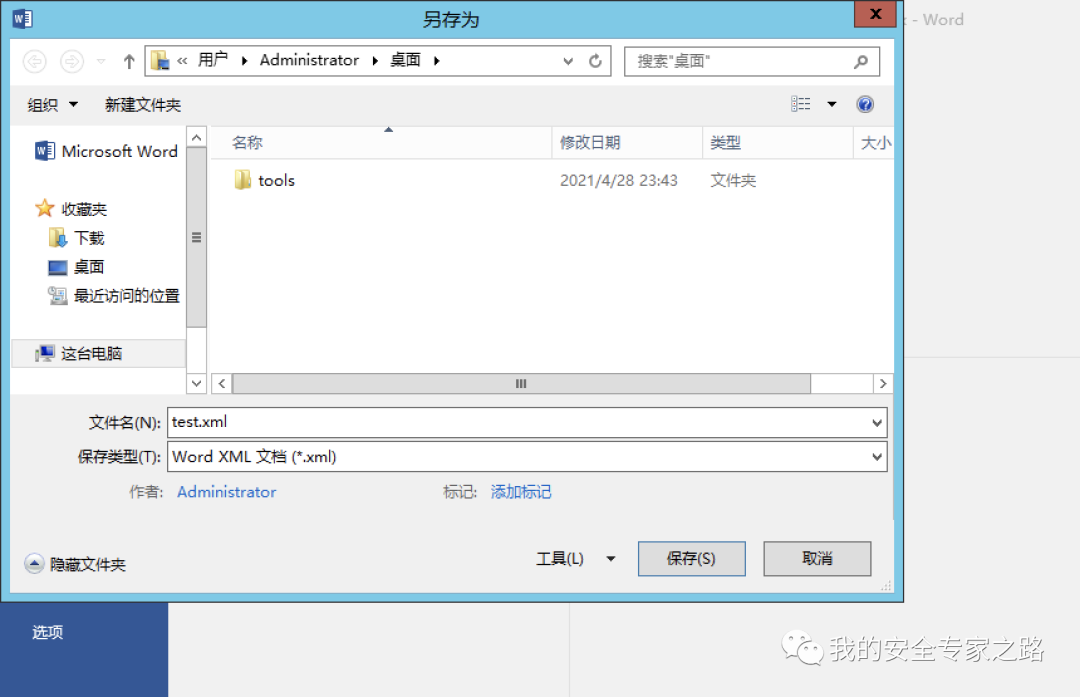 另存为
- Word
« 用户 Administrator 桌面
搜索"桌面"
组织 新建文件夹
Microsoft Word
收藏夹
下载
桌面
最近访问的位置
这台电脑
名称 修改日期 类型 大小
tools 2021/4/28 23:43 文件夹
文件名(N): test.xml
保存类型(T): Word XML 文档 (*.xml)
作者: Administrator 标记: 添加标记
隐藏文件夹 工具(L) 保存(S) 取消
选项
我的安全专家之路